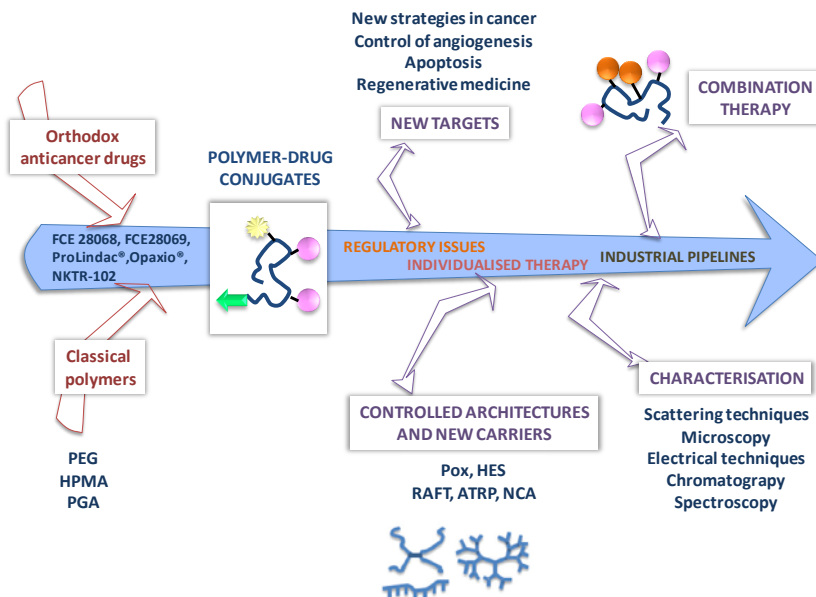 New strategies in cancer
Control of angiogenesis
Apoptosis
Regenerative medicine
NEW TARGETS
COMBINATION
THERAPY
Orthodox
anticancer drugs
POLYMER-DRUG
CONJUGATES
FCE 28068, FCE28069,
ProLindac®,Opaxio®,
NKTR-102
REGULATORY ISSUES
INDIVIDUALISED THERAPY
INDUSTRIAL PIPELINES
Classical
polymers
PEG
HPMA
PGA
CONTROLLED ARCHITECTURES
AND NEW CARRIERS
Pox, HES
RAFT, ATRP, NCA
CHARACTERISATION
Scattering techniques
Microscopy
Electrical techniques
Chromatograpy
Spectroscopy